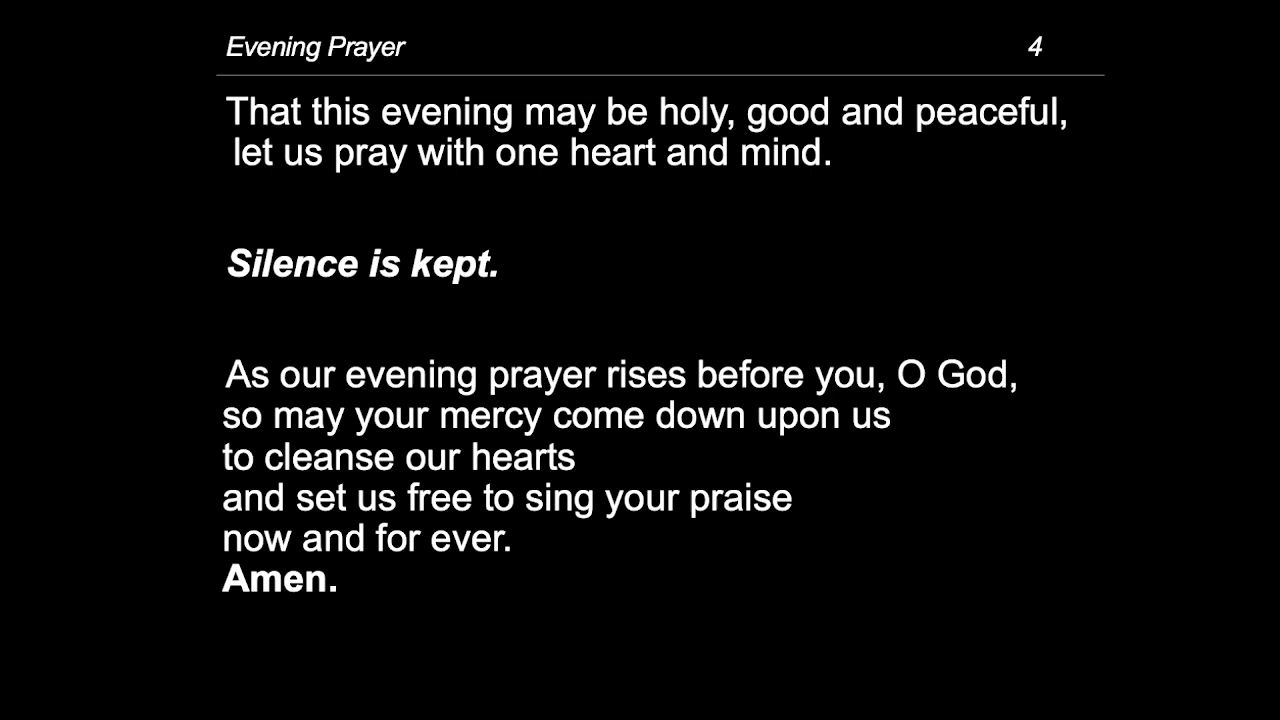 Evening Prayer 4
That this evening may be holy, good and peaceful,
let us pray with one heart and mind.
Silence is kept.
As our evening prayer rises before you, O God,
so may your mercy come down upon us
to cleanse our hearts
and set us free to sing your praise
now and for ever.
Amen.